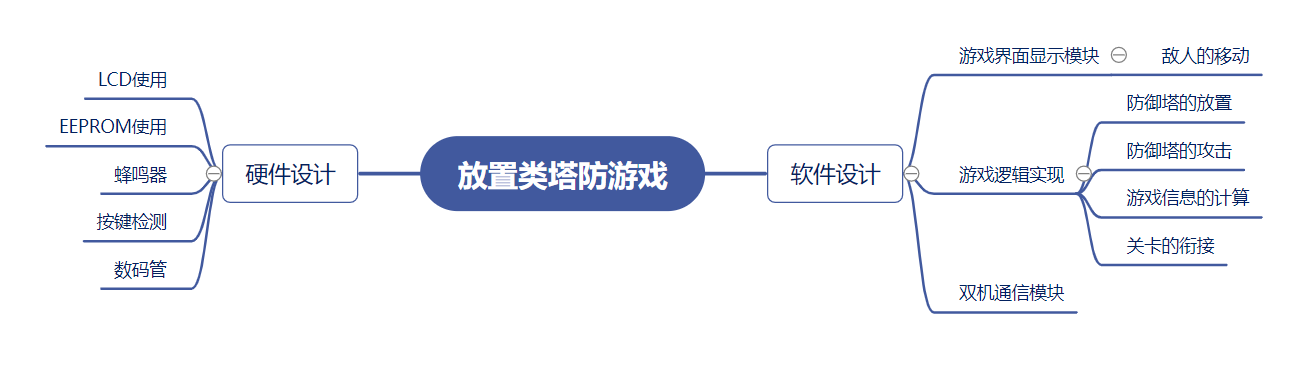 放置类塔防游戏
硬件设计
LCD使用
EEPROM使用
蜂鸣器
按键检测
数码管
软件设计
游戏界面显示模块
敌人的移动
游戏逻辑实现
防御塔的放置
防御塔的攻击
游戏信息的计算
关卡的衔接
双机通信模块